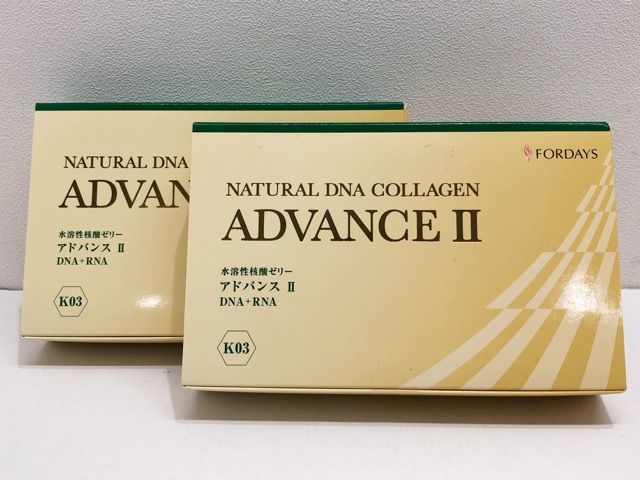 NATURAL DNA
ADVAN
水溶性核酸ゼリー
アドバンス II
DNA+RNA
K03
FORDAYS
NATURAL DNA COLLAGEN
ADVANCE II
水溶性核酸ゼリー
アドバンス II
DNA+RNA
K03